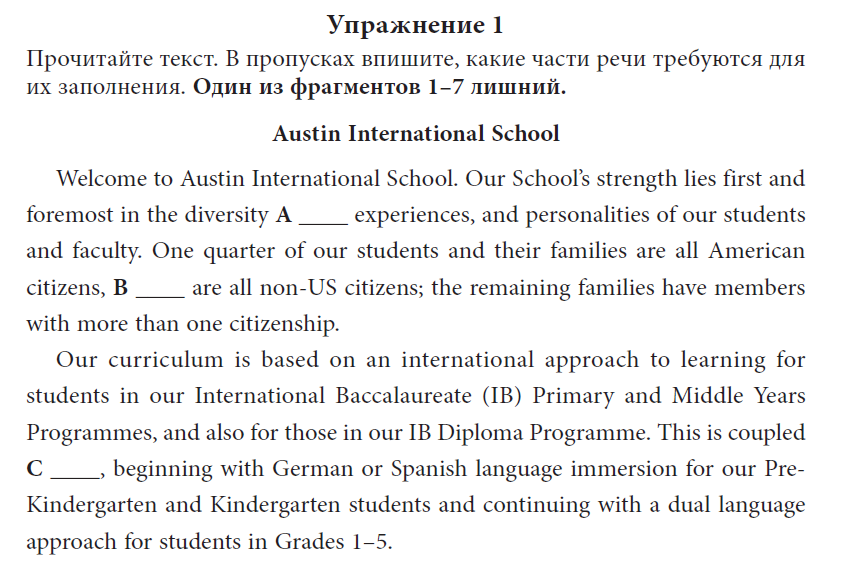 Упражнение 1
Прочитайте текст. В пропусках впишите, какие части речи требуются для
их заполнения. Один из фрагментов 1–7 лишний.
Austin International School
Welcome to Austin International School. Our School's strength lies first and
foremost in the diversity A ____ experiences, and personalities of our students
and faculty. One quarter of our students and their families are all American
citizens, B ____ are all non-US citizens; the remaining families have members
with more than one citizenship.
Our curriculum is based on an international approach to learning for
students in our International Baccalaureate (IB) Primary and Middle Years
Programmes, and also for those in our IB Diploma Programme. This is coupled
C ____, beginning with German or Spanish language immersion for our Pre-
Kindergarten and Kindergarten students and continuing with a dual language
approach for students in Grades 1–5.